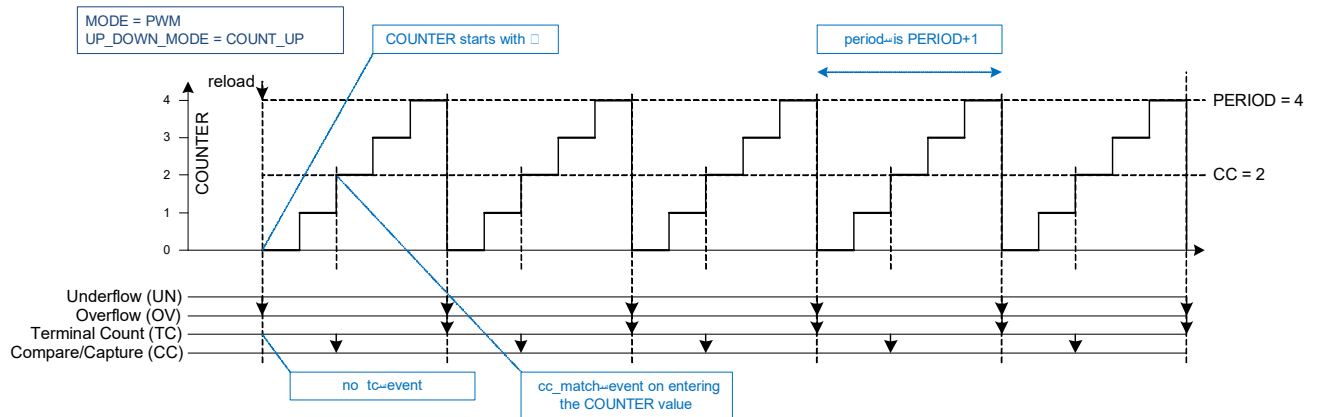 MODE = PWM
UP_DOWN_MODE = COUNT_UP
COUNTER starts with
period is PERIOD+1
reload
4
3
2
1
0
COUNTER
PERIOD = 4
CC = 2
Underflow (UN)
Overflow (OV)
Terminal Count (TC)
Compare/Capture (CC)
no tc event
cc_match event on entering
the COUNTER value